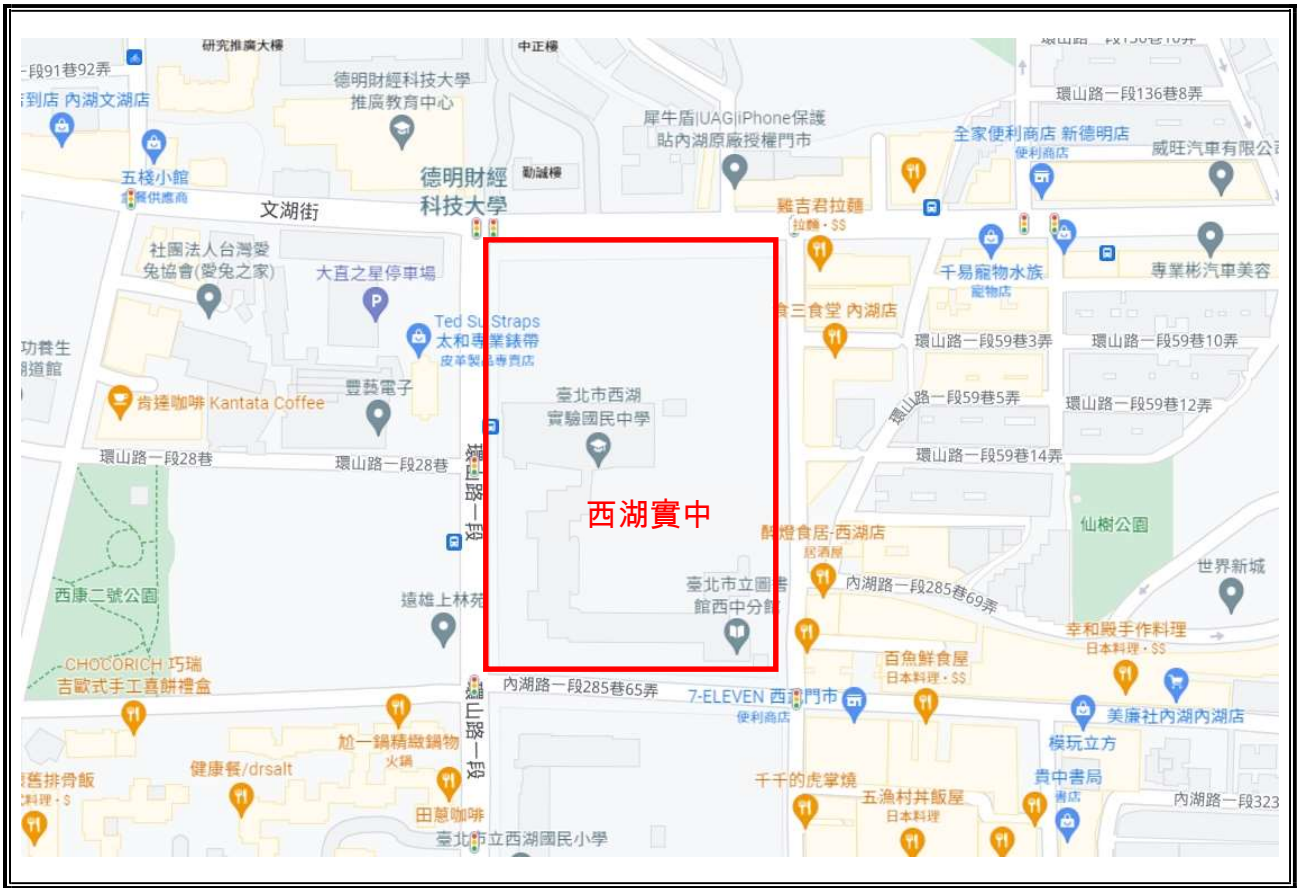 研究推廣大樓
中正樓
一段91巷92弄
德明財經科技大學
推廣教育中心
環山路一段136巷8弄
到店 內湖文湖店
犀牛盾|UAG|iPhone保護
貼內湖原廠授權門市
全家便利商店 新德明店
便利商店
威旺汽車有限公司
五棧小館
餐供應商
德明財經
科技大學
勤誠樓
文湖街
雞吉君拉麵
拉麵・$$
社團法人台灣愛
兔協會(愛兔之家)
大直之星停車場
千易寵物水族
寵物店
專業彬汽車美容
Ted Su Straps
太和專業錶帶
皮革製品專賣店
食三食堂 內湖店
環山路一段59巷3弄
環山路一段59巷10弄
功養生
道館
豐藝電子
臺北市西湖
實驗國民中學
肯達咖啡 Kantata Coffee
環山路一段59巷5弄
環山路一段59巷12弄
環山路一段28巷
環山路一段28巷
環山路一段
環山路一段59巷14弄
西湖實中
醉燈食居-西湖店
居酒屋
仙樹公園
世界新城
西康二號公園
遠雄上林苑
臺北市立圖書
館西中分館
內湖路一段285巷69弄
幸和殿手作料理
日本料理・$$
CHOCORICH 巧瑞
吉歐式手工喜餅禮盒
百魚鮮食屋
日本料理・$$
內湖路一段285巷65弄
7-ELEVEN 西湖門市
便利商店
美廉社內湖內湖店
環山路一段
尬一鍋精緻鍋物
火鍋
模玩立方
健康餐/drsalt
舊排骨飯
料理・$
千千的虎掌燒
貴中書局
書店
五漁村丼飯屋
日本料理
內湖路一段323
田蔥咖啡
臺北市立西湖國民小學